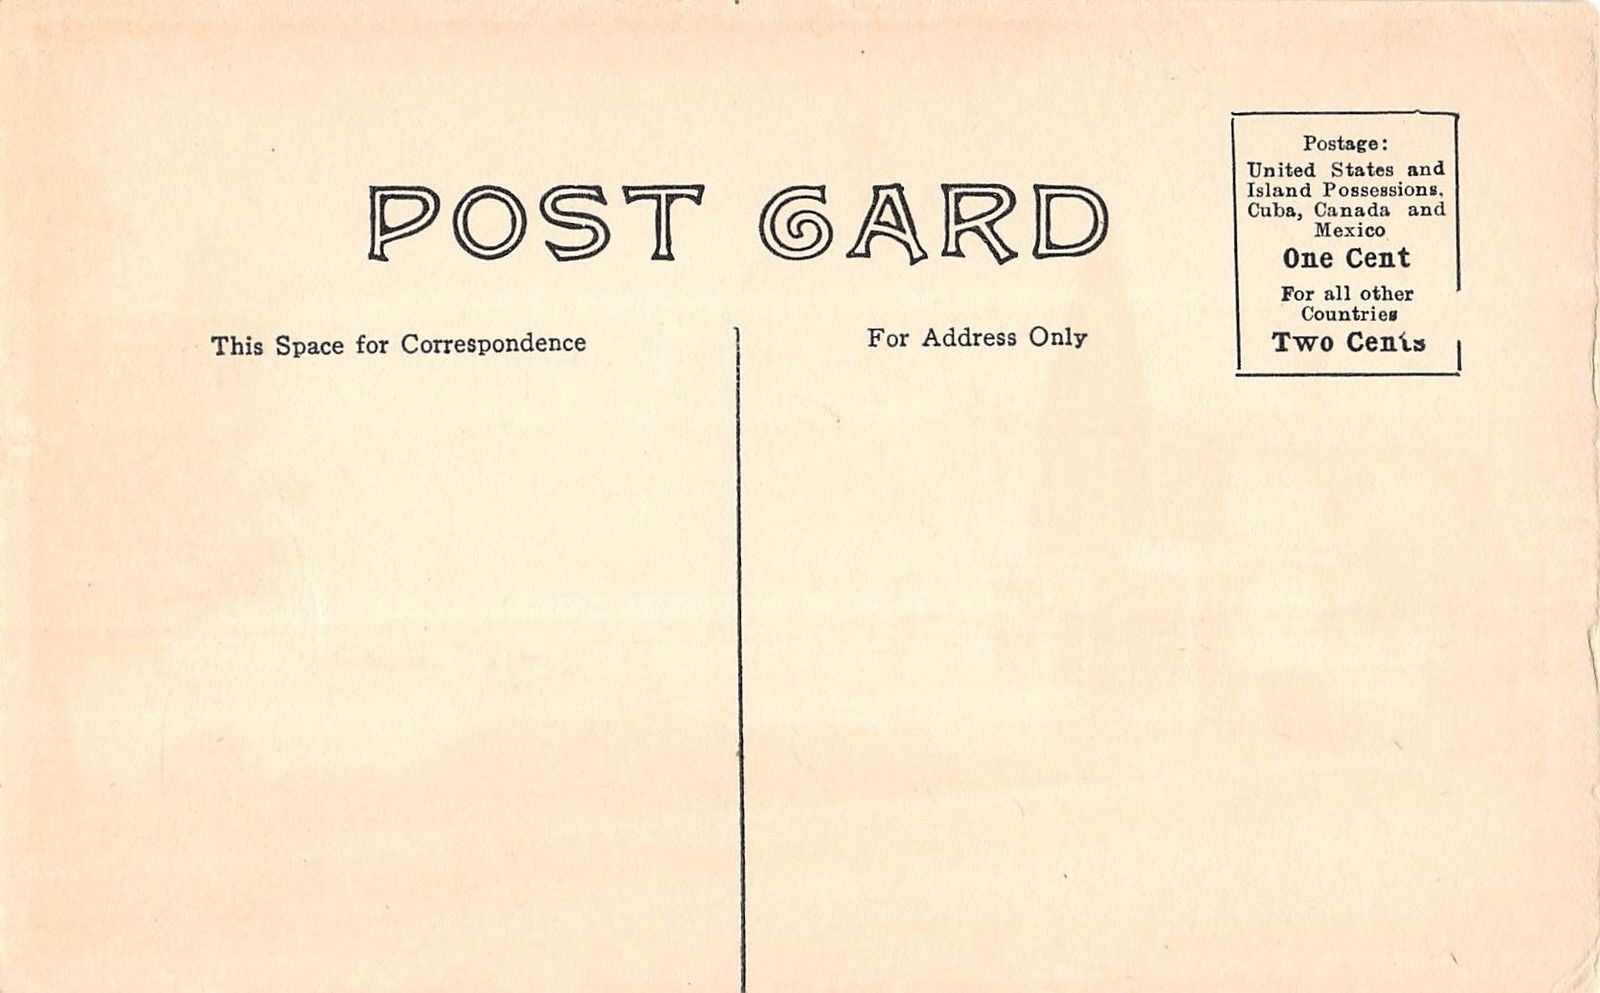 POST CARD
This Space for Correspondence
For Address Only
Postage:
United States and
Island Possessions,
Cuba, Canada and
Mexico
One Cent
For all other
Countries
Two Cents